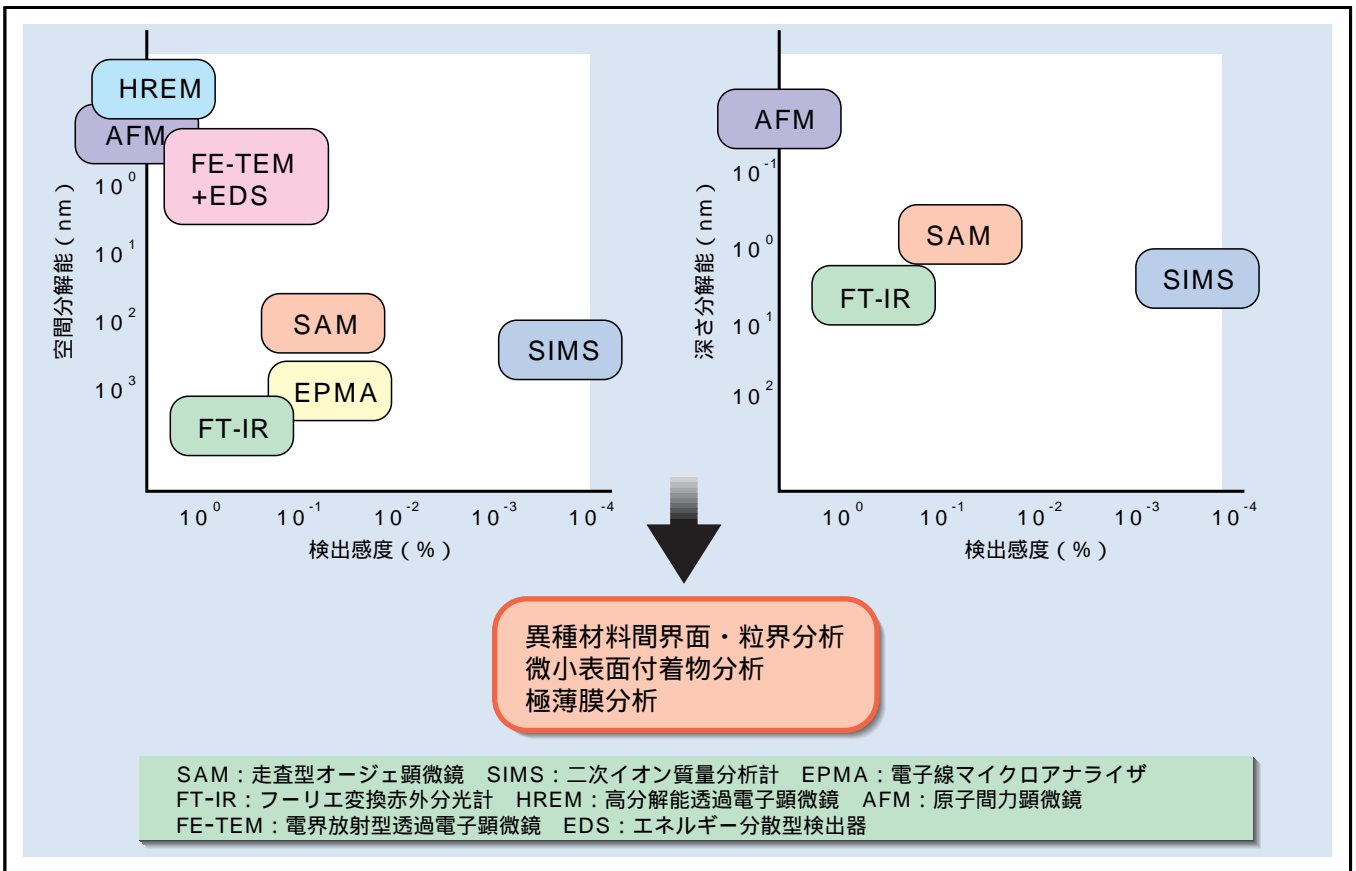 HREM
AFM
FE-TEM
+EDS
SAM
SIMS
EPMA
FT-IR
空間分解能(nm)
10⁰
10¹
10²
10³
10⁰ 10⁻¹ 10⁻² 10⁻³ 10⁻⁴
検出感度(%)
AFM
SAM
SIMS
FT-IR
深さ分解能(nm)
10⁻¹
10⁰
10¹
10²
10⁰ 10⁻¹ 10⁻² 10⁻³ 10⁻⁴
検出感度(%)
異種材料間界面・粒界分析
微小表面付着物分析
極薄膜分析
SAM:走査型オージェ顕微鏡 SIMS:二次イオン質量分析計 EPMA:電子線マイクロアナライザ
FT-IR:フーリエ変換赤外分光計 HREM:高分解能透過電子顕微鏡 AFM:原子間力顕微鏡
FE-TEM:電界放射型透過電子顕微鏡 EDS:エネルギー分散型検出器